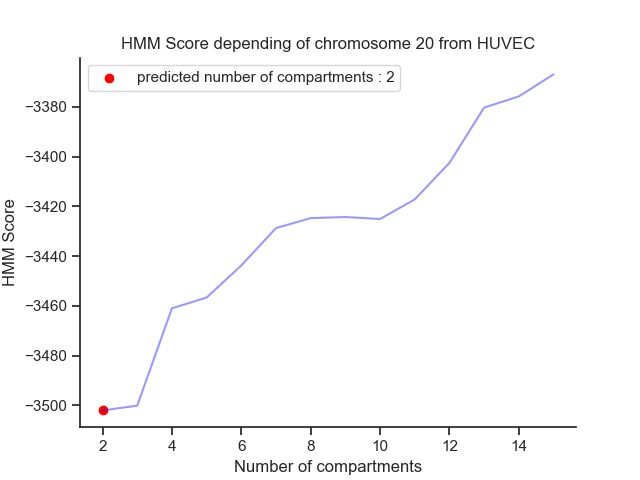 HMM Score depending of chromosome 20 from HUVEC
predicted number of compartments : 2
HMM Score
−3380
−3400
−3420
−3440
−3460
−3480
−3500
2 4 6 8 10 12 14
Number of compartments